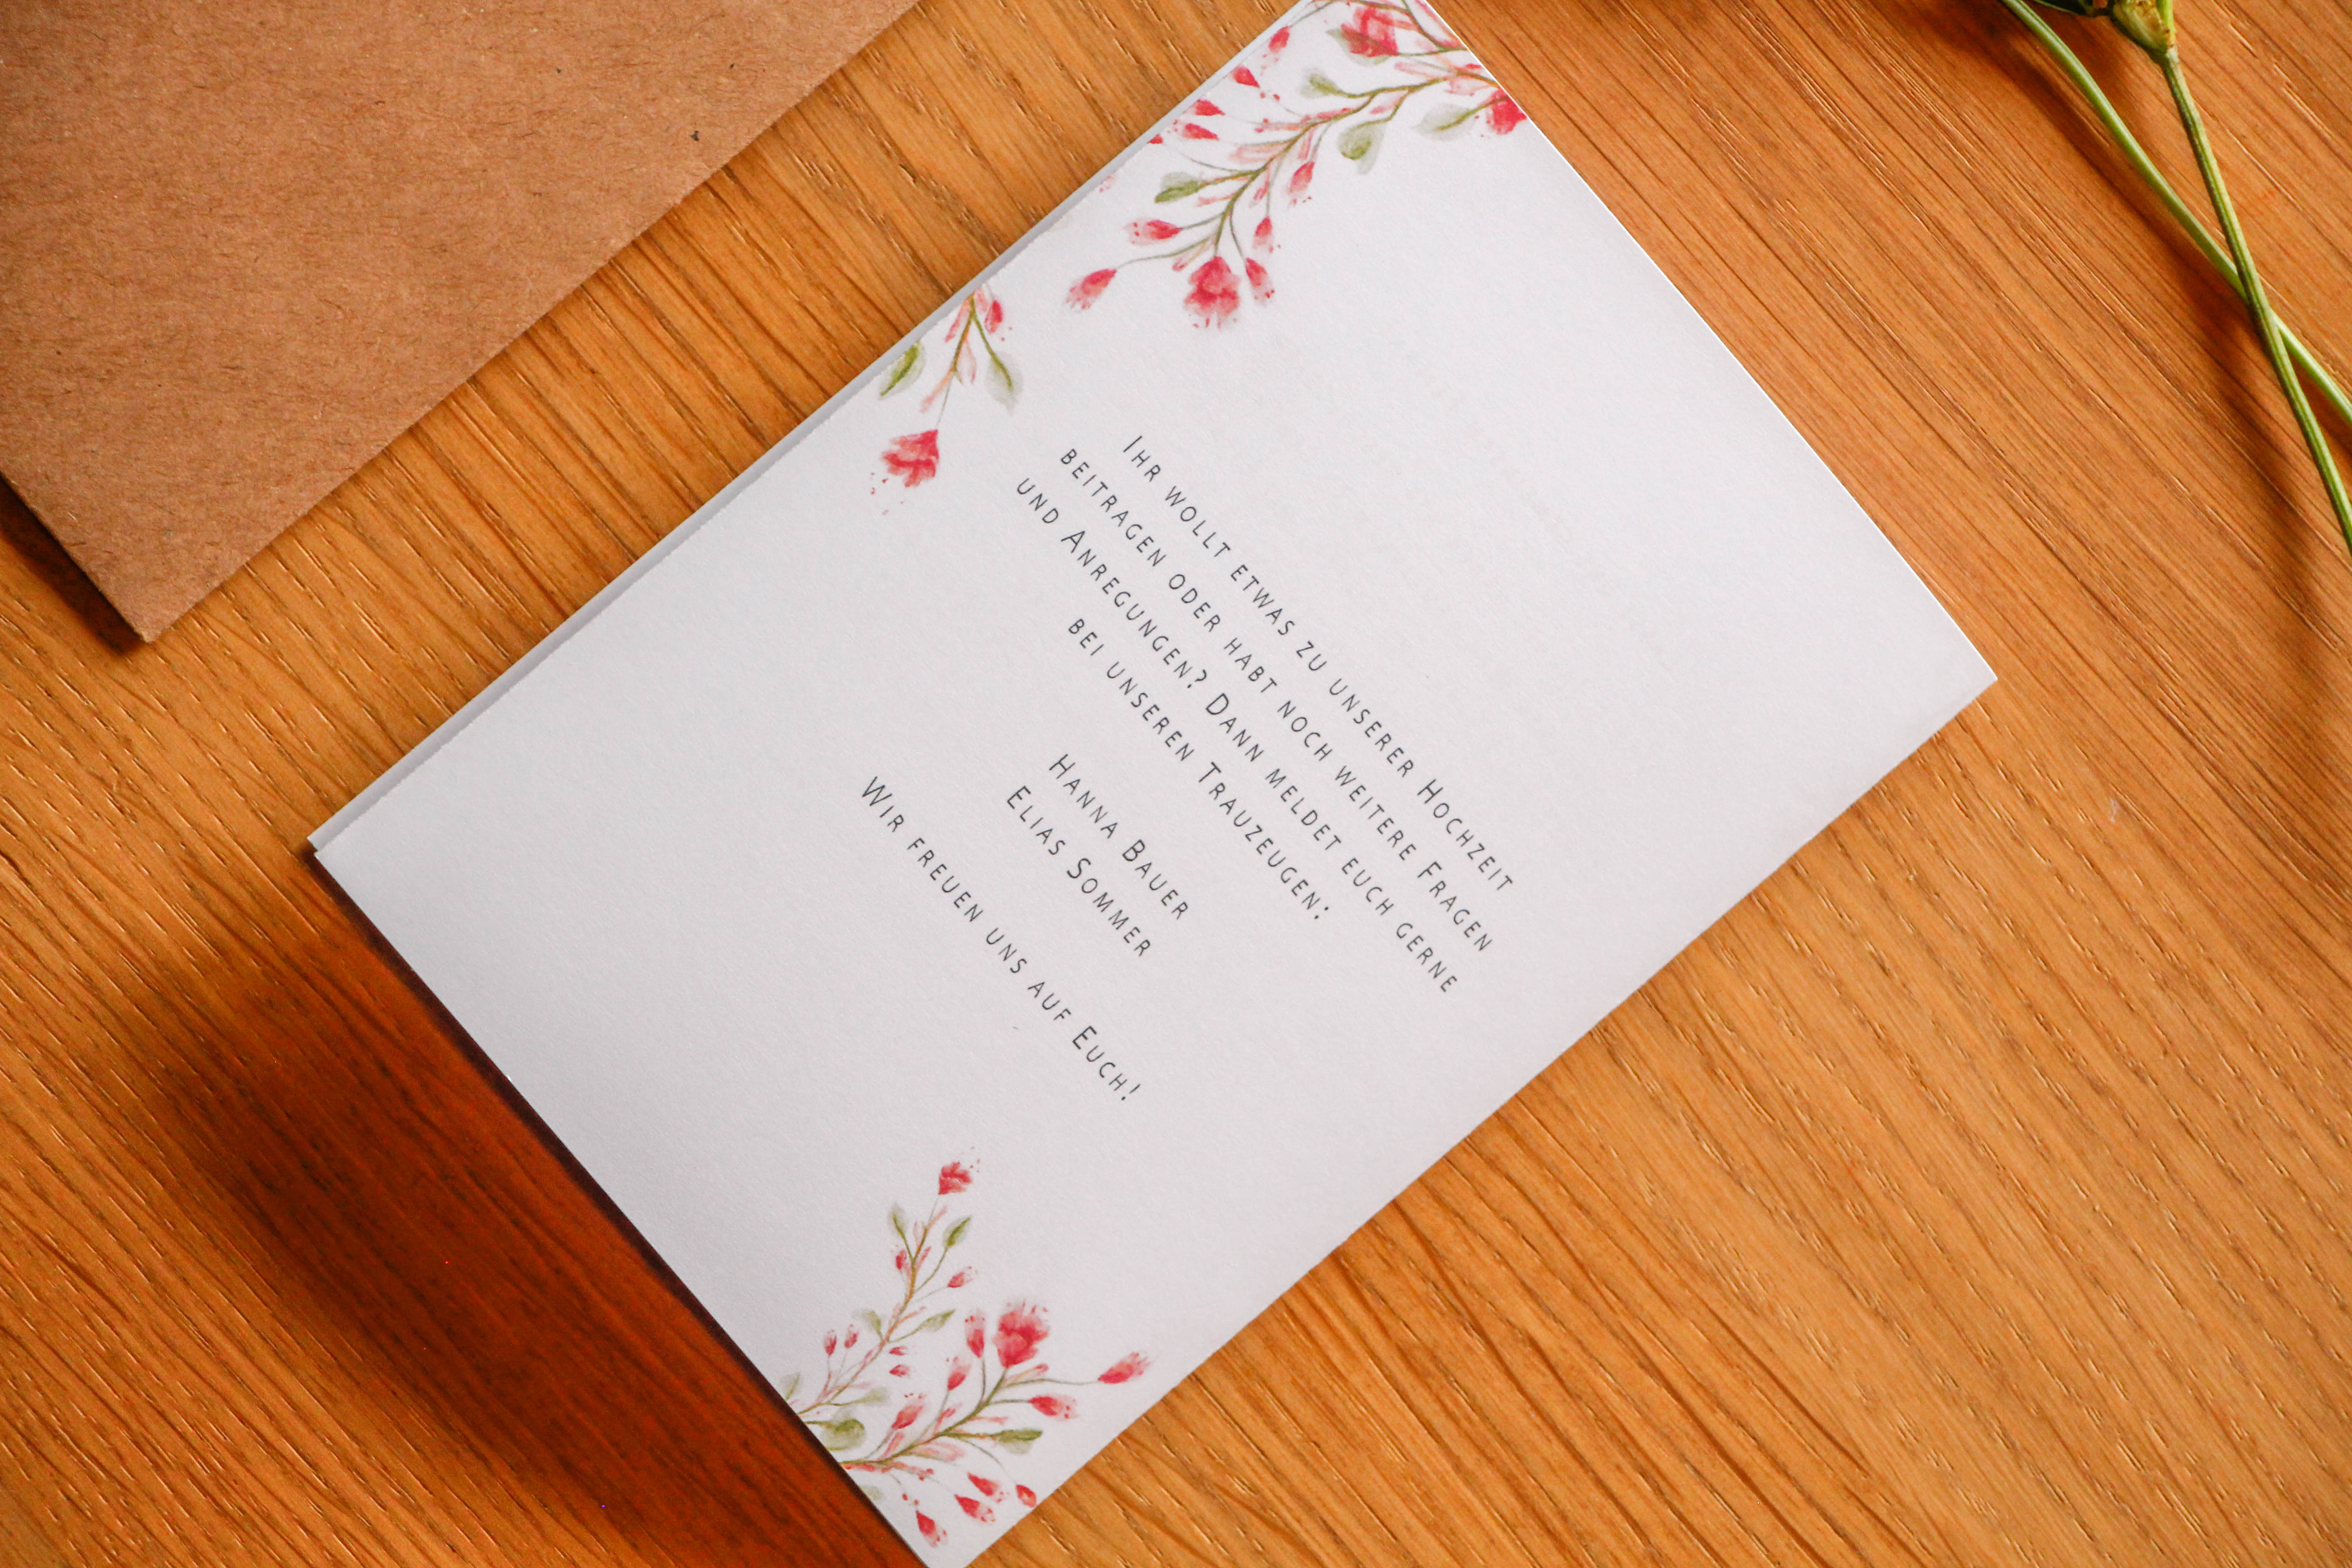 Ihr wollt etwas zu unserer Hochzeit
beitragen oder habt noch weitere Fragen
und Anregungen? Dann meldet euch gerne
bei unseren Trauzeugen:
Hanna Bauer
Elias Sommer
Wir freuen uns auf Euch!